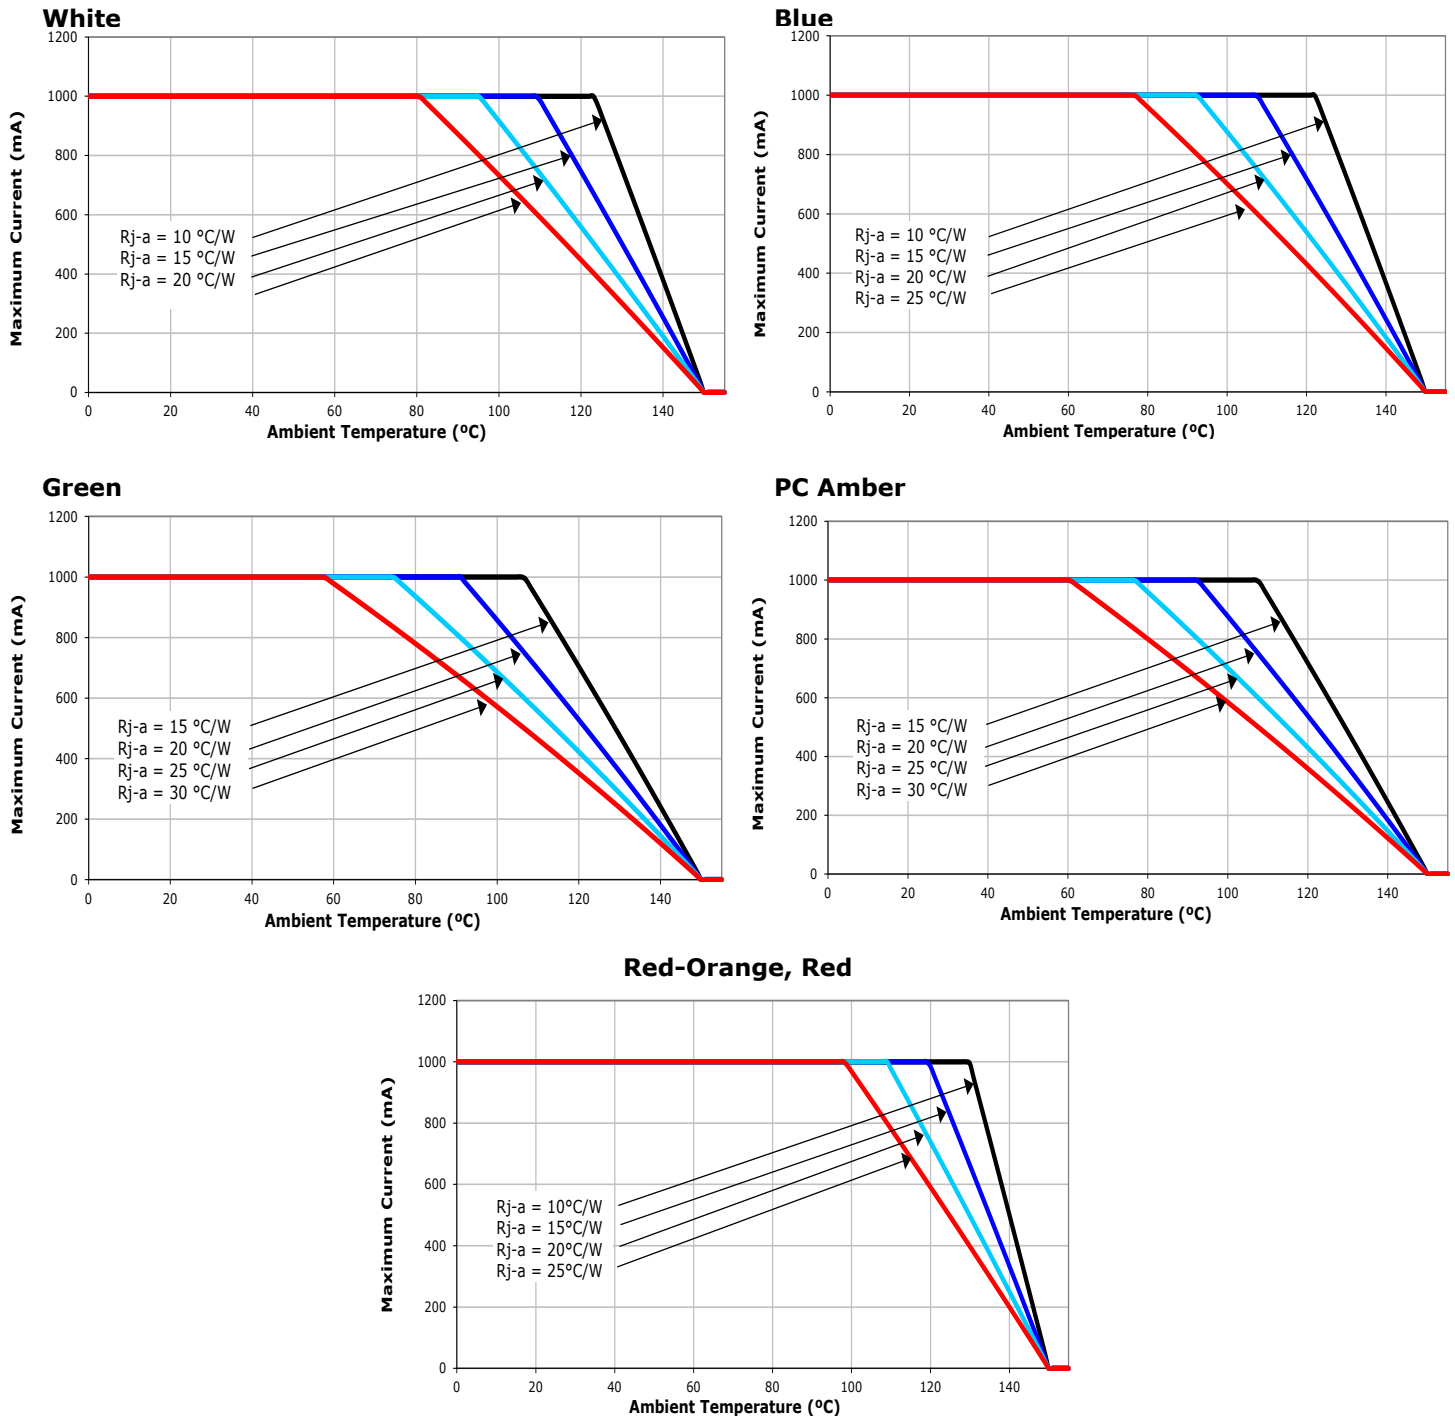 White
1200
1000
800
600
400
200
0
0 20 40 60 80 100 120 140
Maximum Current (mA)
Ambient Temperature (ºC)
Rj-a = 10 °C/W
Rj-a = 15 °C/W
Rj-a = 20 °C/W
Blue
1200
1000
800
600
400
200
0
0 20 40 60 80 100 120 140
Maximum Current (mA)
Ambient Temperature (ºC)
Rj-a = 10 °C/W
Rj-a = 15 °C/W
Rj-a = 20 °C/W
Rj-a = 25 °C/W
Green
1200
1000
800
600
400
200
0
0 20 40 60 80 100 120 140
Maximum Current (mA)
Ambient Temperature (ºC)
Rj-a = 15 °C/W
Rj-a = 20 °C/W
Rj-a = 25 °C/W
Rj-a = 30 °C/W
PC Amber
1200
1000
800
600
400
200
0
0 20 40 60 80 100 120 140
Maximum Current (mA)
Ambient Temperature (ºC)
Rj-a = 15 °C/W
Rj-a = 20 °C/W
Rj-a = 25 °C/W
Rj-a = 30 °C/W
Red-Orange, Red
1200
1000
800
600
400
200
0
0 20 40 60 80 100 120 140
Maximum Current (mA)
Ambient Temperature (ºC)
Rj-a = 10°C/W
Rj-a = 15°C/W
Rj-a = 20°C/W
Rj-a = 25°C/W